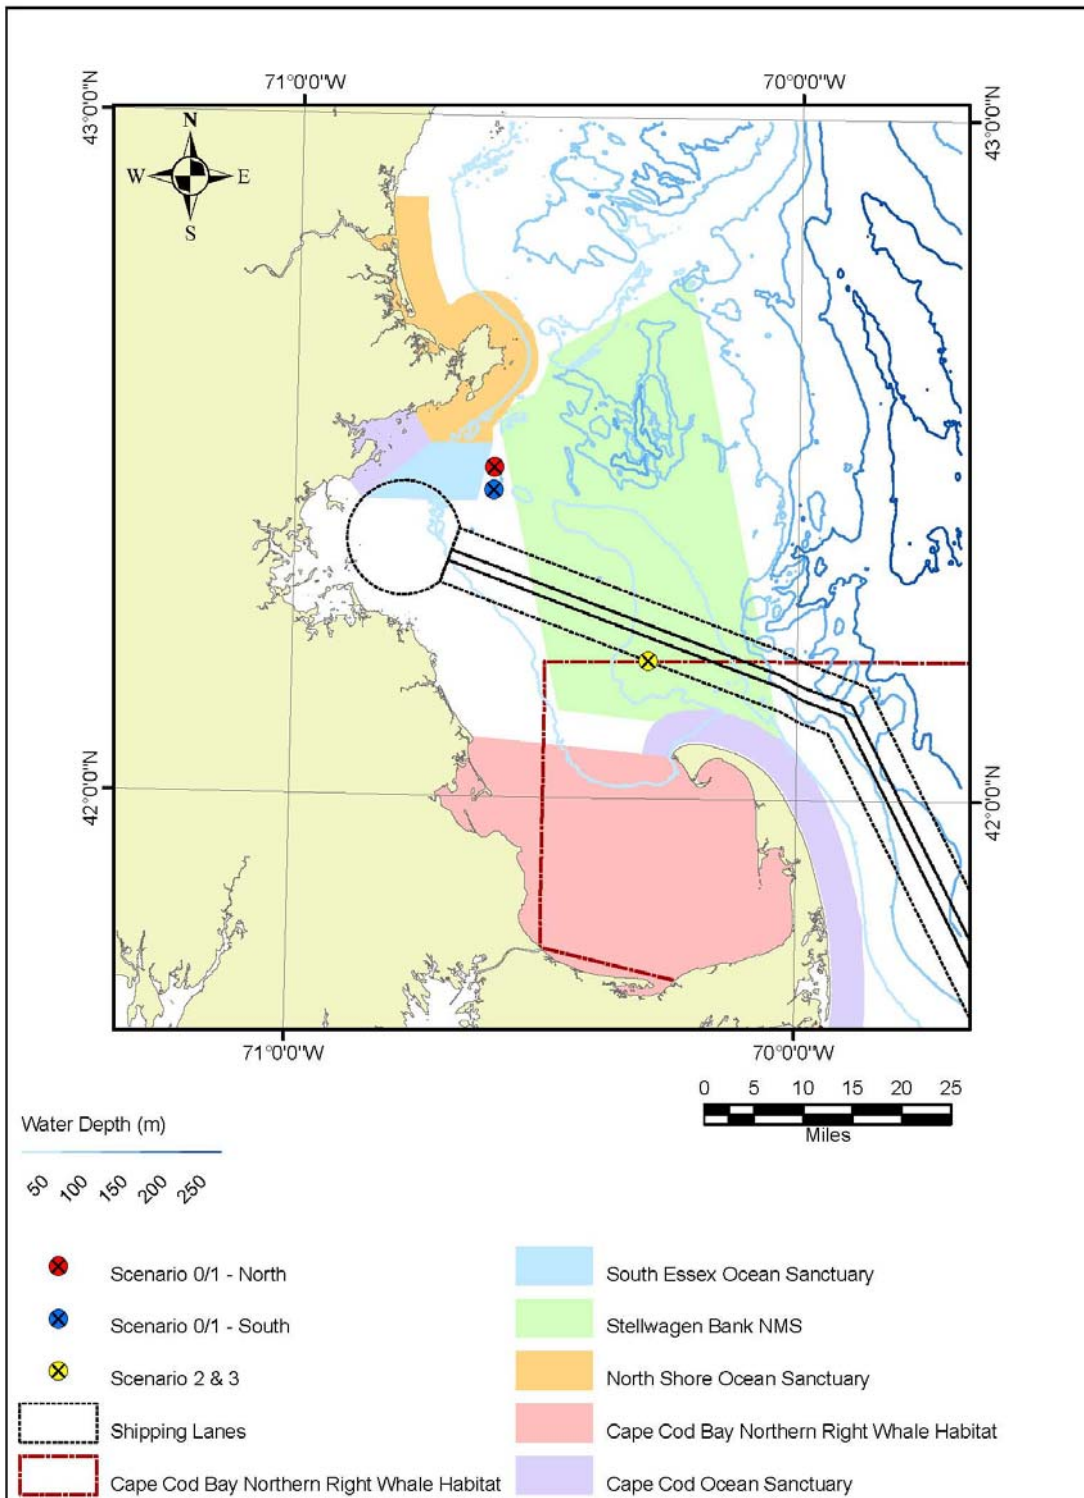 71°0'0"W 70°0'0"W
43°0'0"N 43°0'0"N
N
W E
S
42°0'0"N 42°0'0"N
71°0'0"W 70°0'0"W
0 5 10 15 20 25
Miles
Water Depth (m)
50 100 150 200 250
Scenario 0/1 - North
South Essex Ocean Sanctuary
Scenario 0/1 - South
Stellwagen Bank NMS
Scenario 2 & 3
North Shore Ocean Sanctuary
Shipping Lanes
Cape Cod Bay Northern Right Whale Habitat
Cape Cod Bay Northern Right Whale Habitat
Cape Cod Ocean Sanctuary